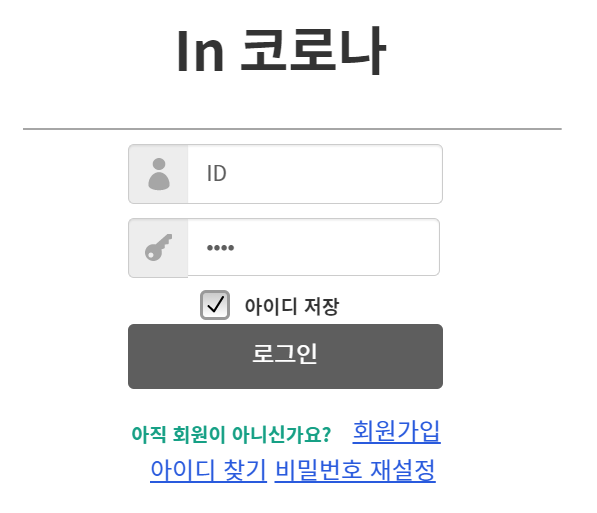 In 코로나
ID
••••
아이디 저장
로그인
아직 회원이 아니신가요? 회원가입
아이디 찾기 비밀번호 재설정